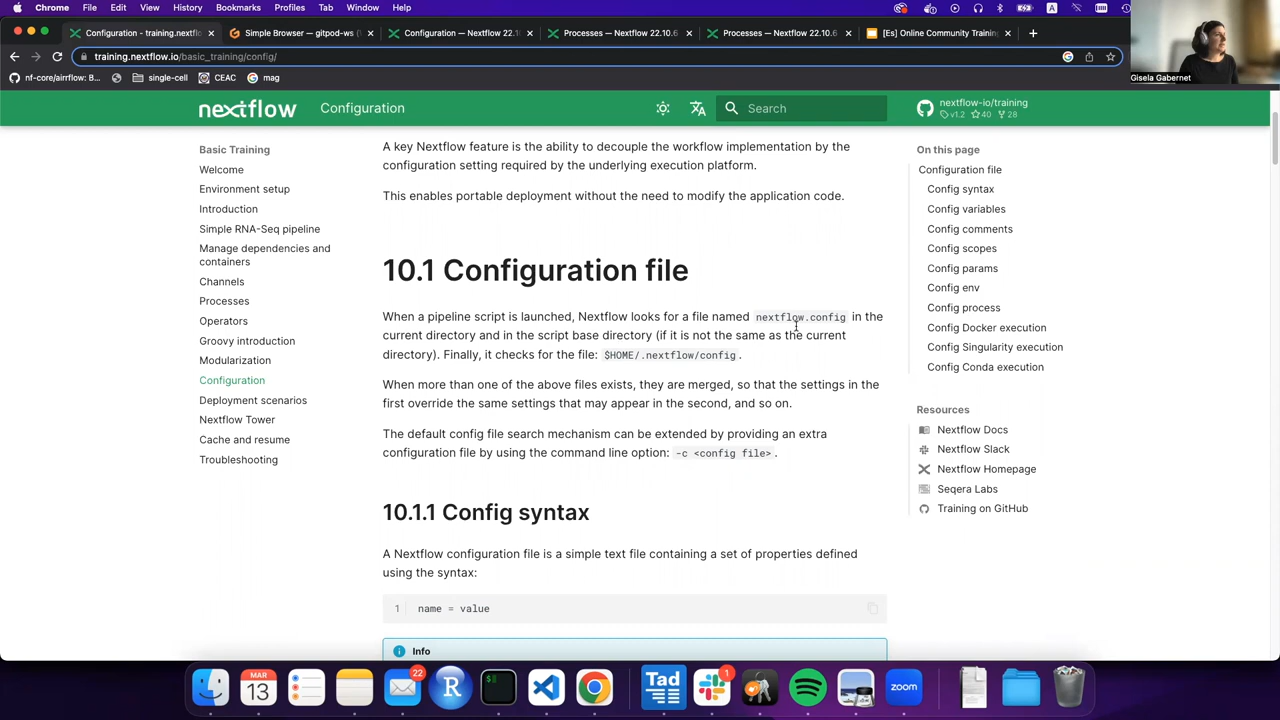 Chrome File Edit View History Bookmarks Profiles Tab Window Help
Configuration - training.nextfl
Simple Browser — gitpod-ws (
Configuration — Nextflow 22.10
Processes — Nextflow 22.10.6
Processes — Nextflow 22.10.6
[Es] Online Community Training
training.nextflow.io/basic_training/config/
nf-core/airrflow: B...
single-cell
CEAC
mag
Gisela Gabernet
nextflow
Configuration
Search
nextflow-io/training
v1.2 40 28
Basic Training
Welcome
Environment setup
Introduction
Simple RNA-Seq pipeline
Manage dependencies and
containers
Channels
Processes
Operators
Groovy introduction
Modularization
Configuration
Deployment scenarios
Nextflow Tower
Cache and resume
Troubleshooting
A key Nextflow feature is the ability to decouple the workflow implementation by the
configuration setting required by the underlying execution platform.
This enables portable deployment without the need to modify the application code.
10.1 Configuration file
When a pipeline script is launched, Nextflow looks for a file named nextflow.config in the
current directory and in the script base directory (if it is not the same as the current
directory). Finally, it checks for the file: $HOME/.nextflow/config.
When more than one of the above files exists, they are merged, so that the settings in the
first override the same settings that may appear in the second, and so on.
The default config file search mechanism can be extended by providing an extra
configuration file by using the command line option: -c <config file>.
10.1.1 Config syntax
A Nextflow configuration file is a simple text file containing a set of properties defined
using the syntax:
1 name = value
Info
On this page
Configuration file
Config syntax
Config variables
Config comments
Config scopes
Config params
Config env
Config process
Config Docker execution
Config Singularity execution
Config Conda execution
Resources
Nextflow Docs
Nextflow Slack
Nextflow Homepage
Seqera Labs
Training on GitHub
MAR
13
22
R
Tad
1
zoom